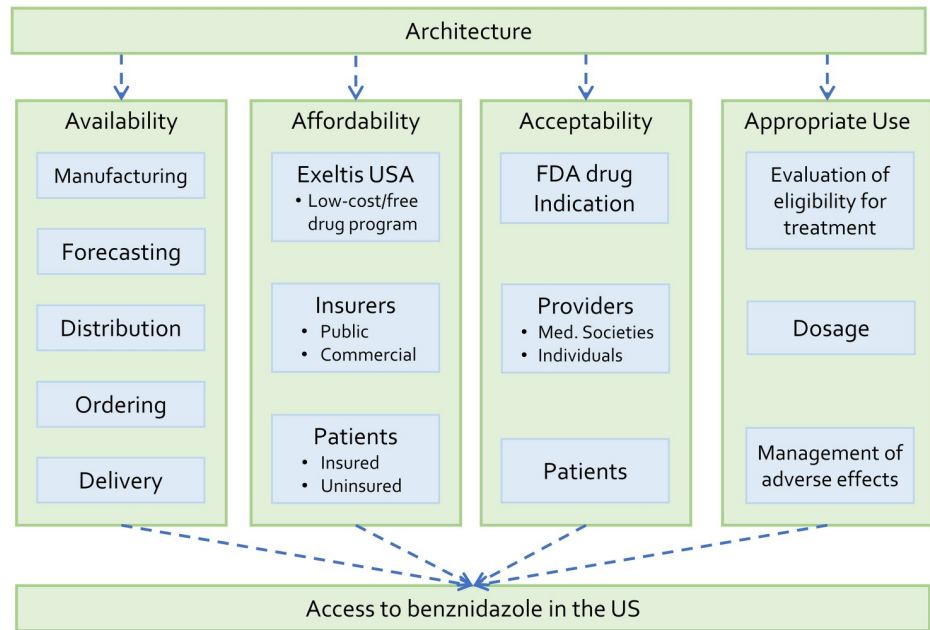 Architecture
Availability
Manufacturing
Forecasting
Distribution
Ordering
Delivery
Affordability
Exeltis USA
• Low-cost/free
drug program
Insurers
• Public
• Commercial
Patients
• Insured
• Uninsured
Acceptability
FDA drug
Indication
Providers
• Med. Societies
• Individuals
Patients
Appropriate Use
Evaluation of
eligibility for
treatment
Dosage
Management of
adverse effects
Access to benznidazole in the US